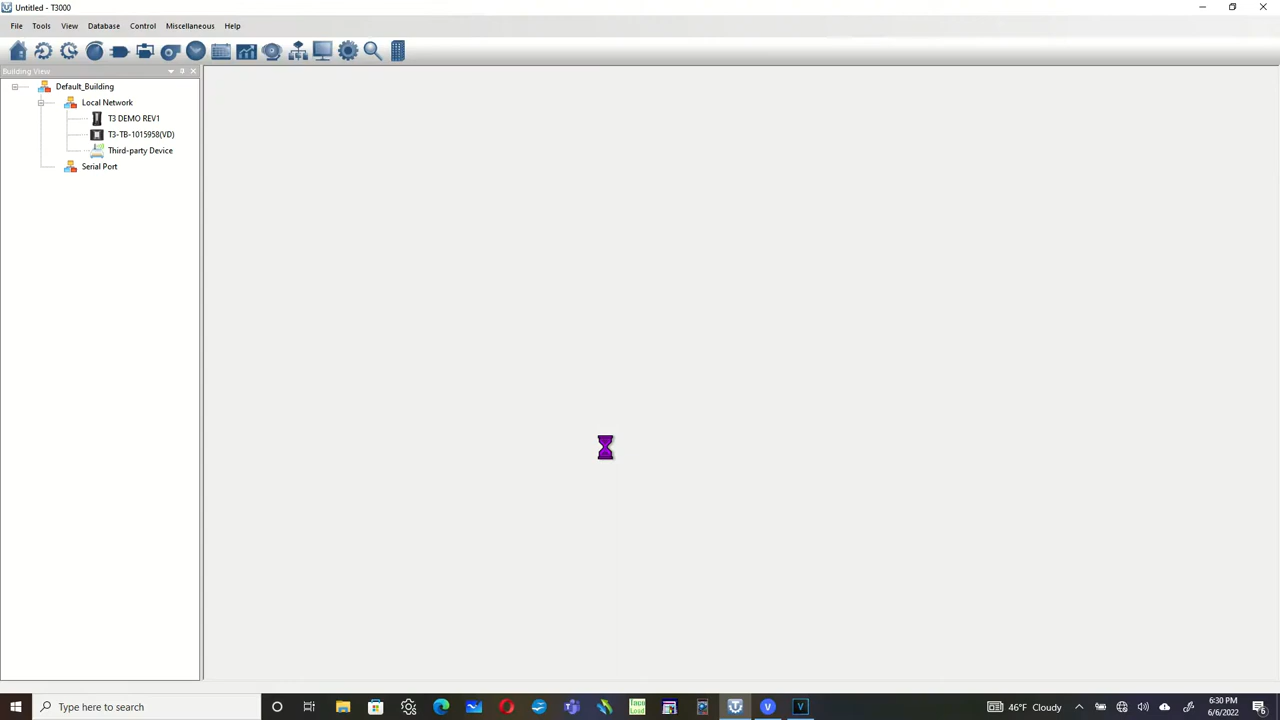 Untitled - T3000
File Tools View Database Control Miscellaneous Help
Building View
Default_Building
Local Network
T3 DEMO REV1
T3-TB-1015958(VD)
Third-party Device
Serial Port
Type here to search
taco
Load
46°F Cloudy
6:30 PM
6/6/2022